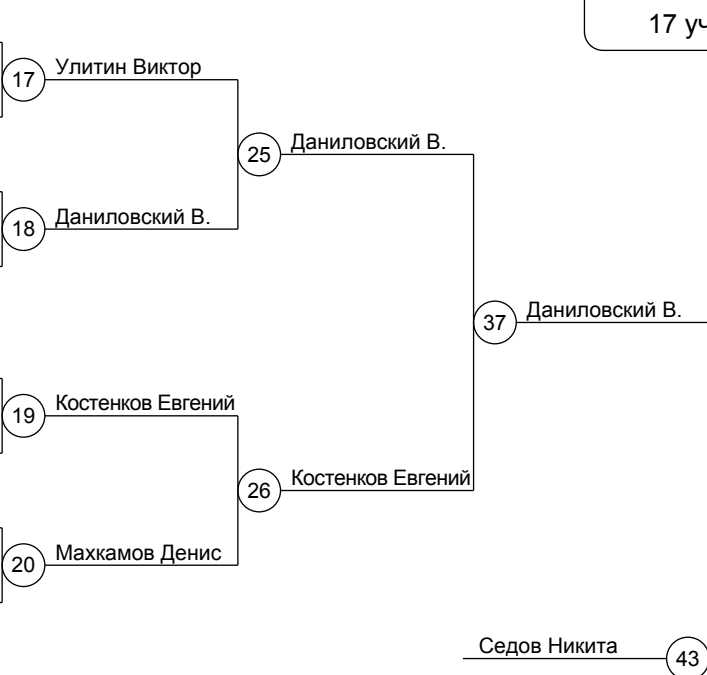 17 уч
17 Улитин Виктор
25 Даниловский В.
18 Даниловский В.
37 Даниловский В.
19 Костенков Евгений
26 Костенков Евгений
20 Махкамов Денис
Седов Никита 43